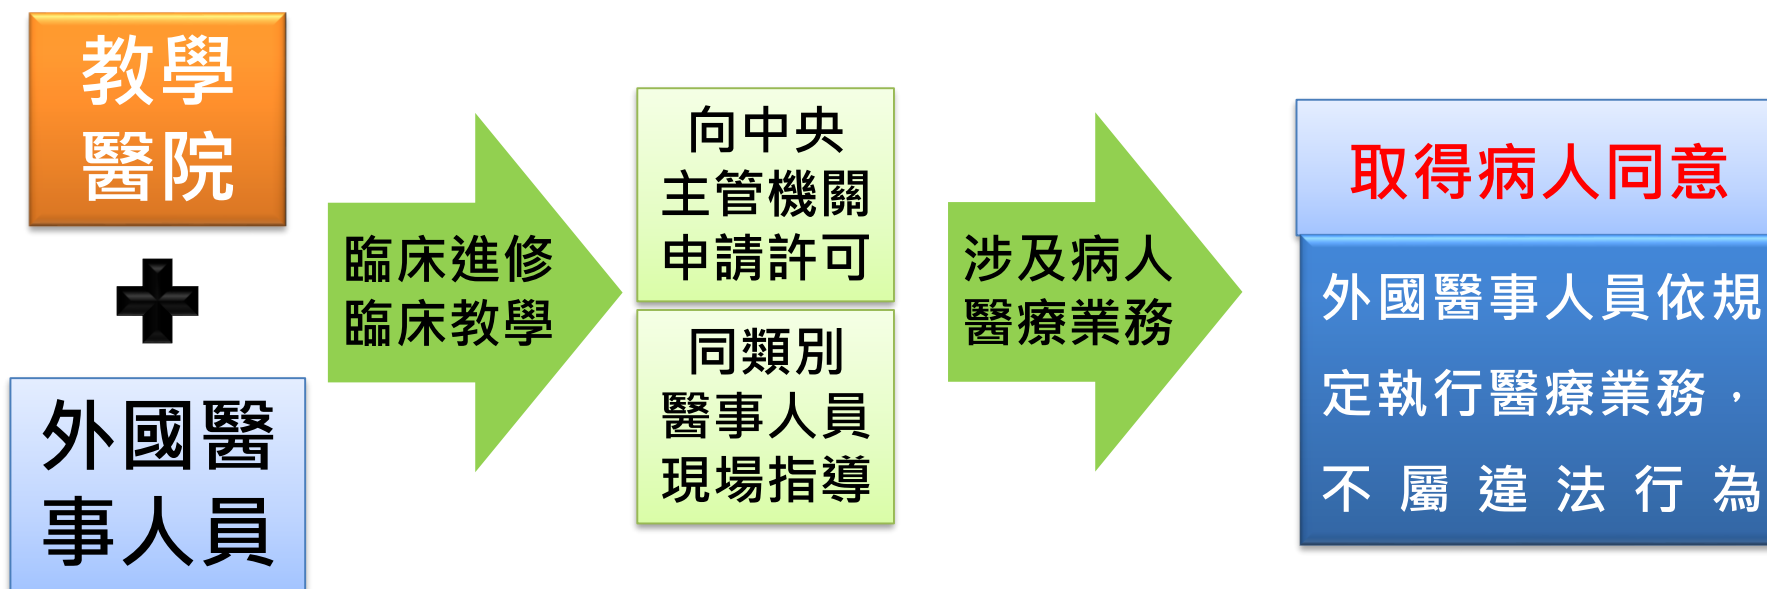 教學
醫院
外國醫
事人員
臨床進修
臨床教學
向中央
主管機關
申請許可
同類別
醫事人員
現場指導
涉及病人
醫療業務
取得病人同意
外國醫事人員依規
定執行醫療業務，
不屬違法行為